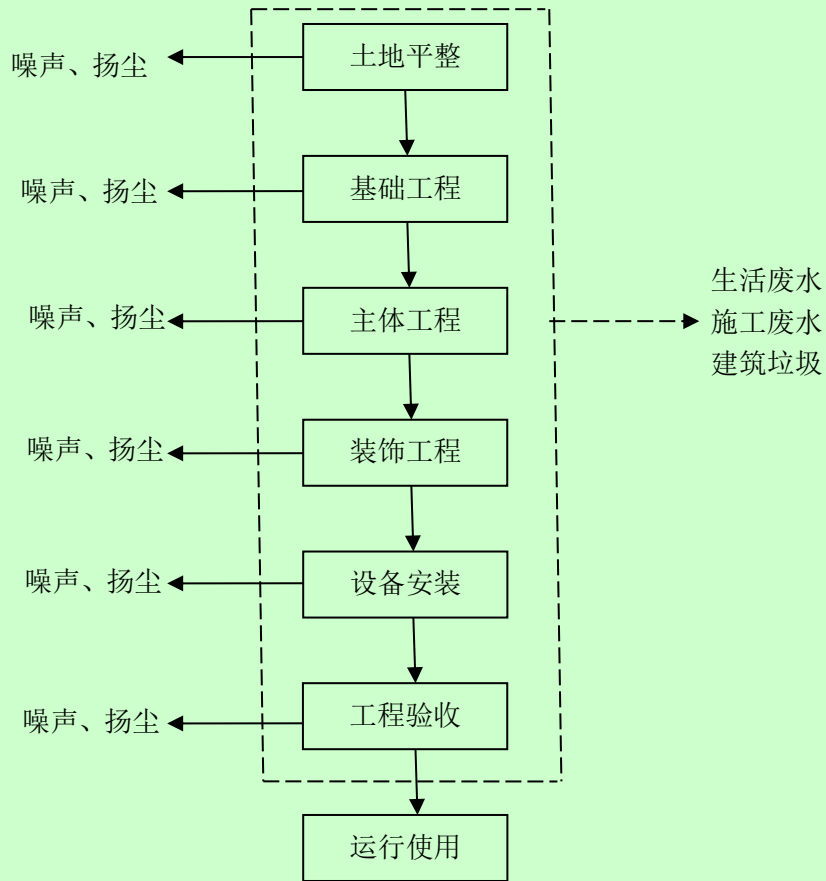 噪声、扬尘
土地平整
噪声、扬尘
基础工程
噪声、扬尘
主体工程
生活废水
施工废水
建筑垃圾
噪声、扬尘
装饰工程
噪声、扬尘
设备安装
噪声、扬尘
工程验收
运行使用